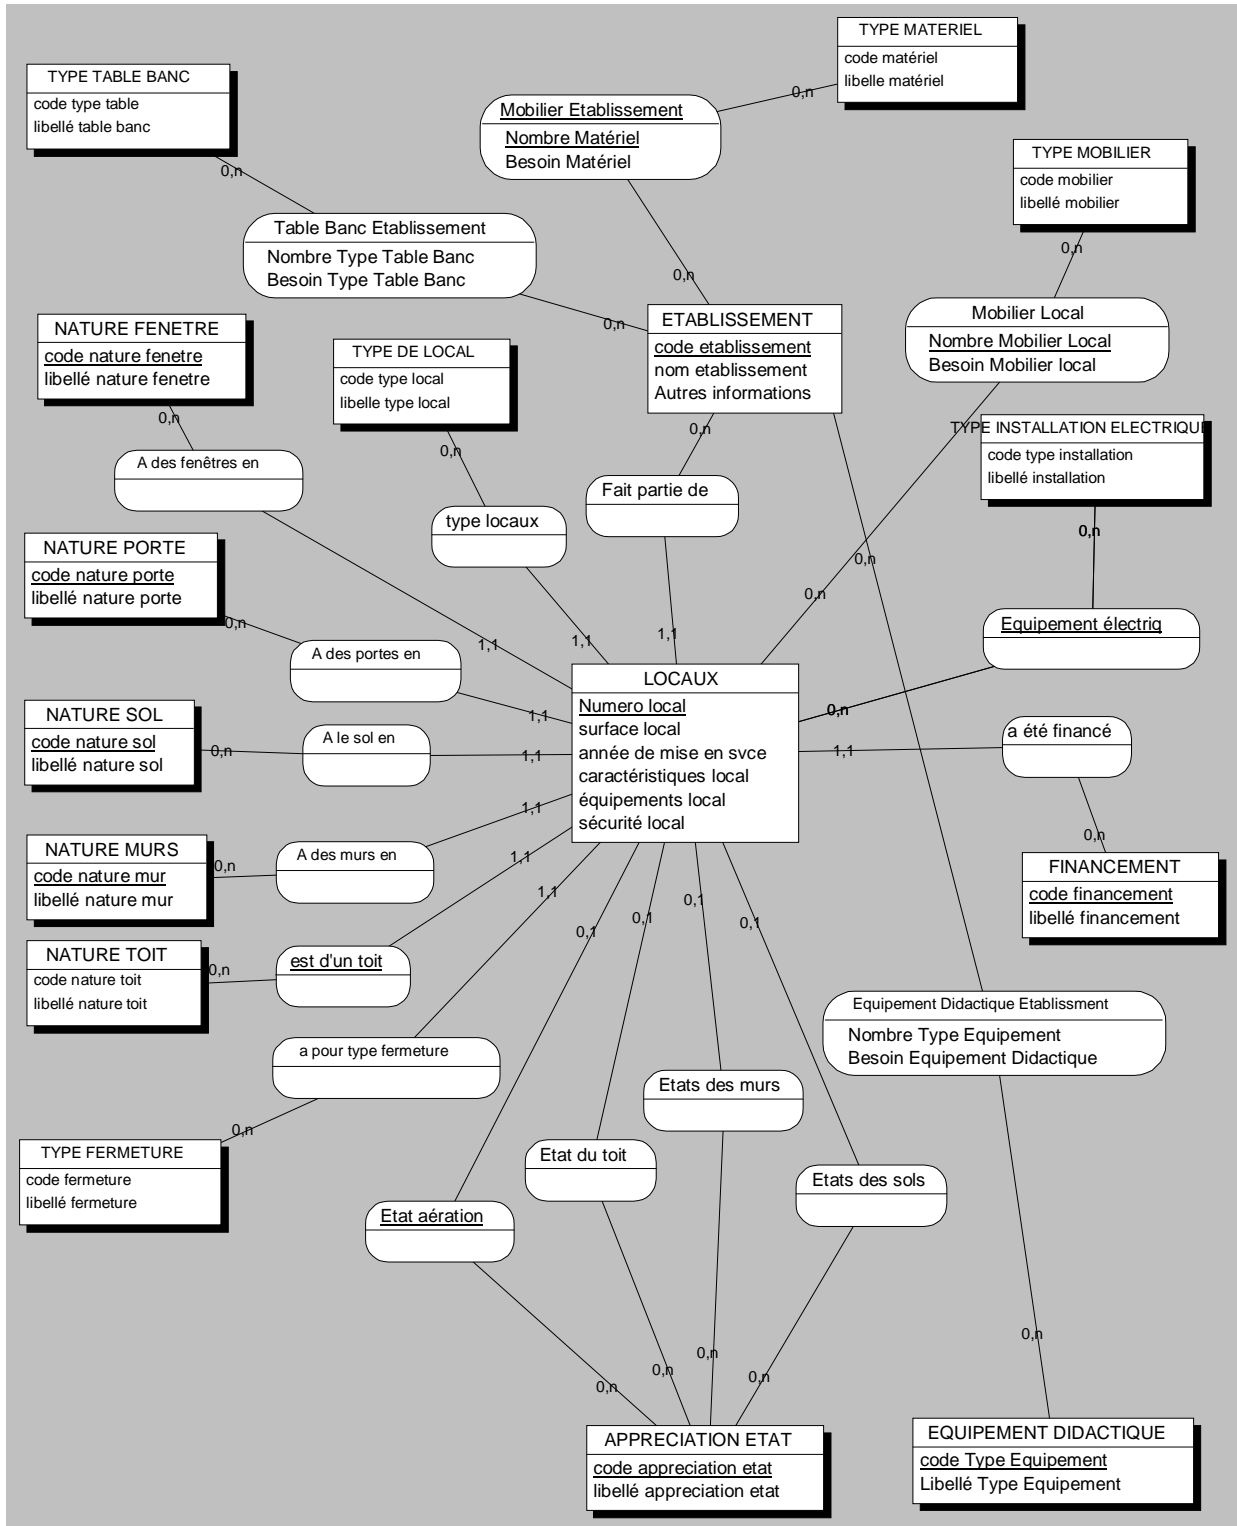 TYPE MATERIEL
code matériel
libelle matériel
0,n
TYPE TABLE BANC
code type table
libellé table banc
0,n
Mobilier Etablissement
Nombre Matériel
Besoin Matériel
0,n
TYPE MOBILIER
code mobilier
libellé mobilier
0,n
Table Banc Etablissement
Nombre Type Table Banc
Besoin Type Table Banc
0,n
Mobilier Local
Nombre Mobilier Local
Besoin Mobilier local
0,n
ETABLISSEMENT
code etablissement
nom etablissement
Autres informations
0,n
0,n
NATURE FENETRE
code nature fenetre
libellé nature fenetre
0,n
TYPE DE LOCAL
code type local
libelle type local
0,n
TYPE INSTALLATION ELECTRIQU
code type installation
libellé installation
0,n
A des fenêtres en
1,1
type locaux
1,1
Fait partie de
1,1
NATURE PORTE
code nature porte
libellé nature porte
0,n
A des portes en
1,1
Equipement électriq
0,n
LOCAUX
Numero local
surface local
année de mise en svce
caractéristiques local
équipements local
sécurité local
NATURE SOL
code nature sol
libellé nature sol
0,n
A le sol en
1,1
a été financé
1,1
0,n
NATURE MURS
code nature mur
libellé nature mur
0,n
A des murs en
1,1
FINANCEMENT
code financement
libellé financement
NATURE TOIT
code nature toit
libellé nature toit
0,n
est d'un toit
1,1
a pour type fermeture
1,1
0,n
TYPE FERMETURE
code fermeture
libellé fermeture
0,1
0,1
0,1
0,1
Equipement Didactique Etablissment
Nombre Type Equipement
Besoin Equipement Didactique
Etats des murs
Etat du toit
Etats des sols
Etat aération
0,n
0,n
0,n
0,n
0,n
APPRECIATION ETAT
code appreciation etat
libellé appreciation etat
EQUIPEMENT DIDACTIQUE
code Type Equipement
Libellé Type Equipement